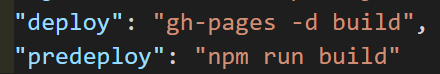 "deploy": "gh-pages -d build",
"predeploy": "npm run build"